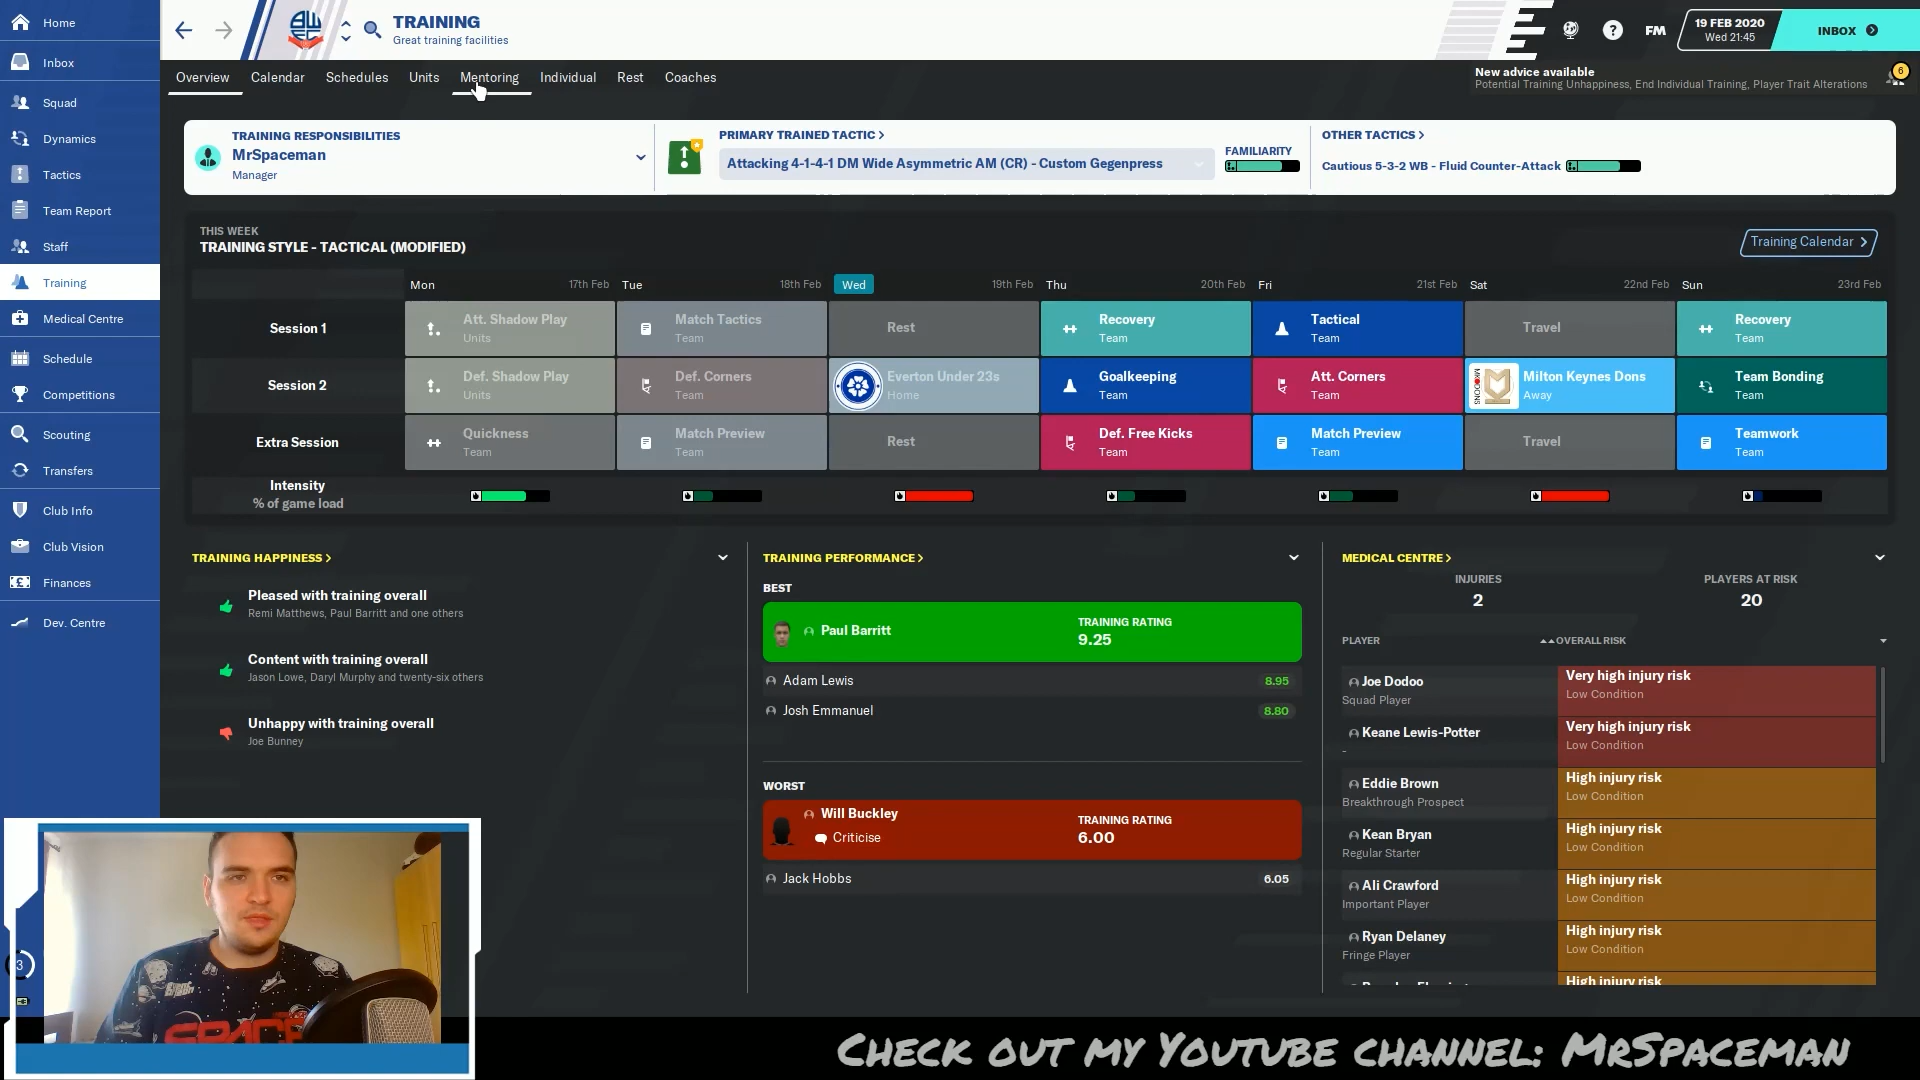 Home
Inbox
Squad
Dynamics
Tactics
Team Report
Staff
Training
Medical Centre
Schedule
Competitions
Scouting
Transfers
Club Info
Club Vision
Finances
Dev. Centre
TRAINING
Great training facilities
FM
19 FEB 2020
Wed 21:45
INBOX
Overview Calendar Schedules Units Mentoring Individual Rest Coaches
New advice available
Potential Training Unhappiness, End Individual Training, Player Trait Alterations
6
TRAINING RESPONSIBILITIES
MrSpaceman
Manager
PRIMARY TRAINED TACTIC >
Attacking 4-1-4-1 DM Wide Asymmetric AM (CR) - Custom Gegenpress
FAMILIARITY
OTHER TACTICS >
Cautious 5-3-2 WB - Fluid Counter-Attack
THIS WEEK
TRAINING STYLE - TACTICAL (MODIFIED)
Training Calendar >
Mon 17th Feb Tue 18th Feb Wed 19th Feb Thu 20th Feb Fri 21st Feb Sat 22nd Feb Sun 23rd Feb
Session 1
Att. Shadow Play
Units
Match Tactics
Team
Rest
Recovery
Team
Tactical
Team
Travel
Recovery
Team
Session 2
Def. Shadow Play
Units
Def. Corners
Team
Everton Under 23s
Home
Goalkeeping
Team
Att. Corners
Team
MK DONS
Milton Keynes Dons
Away
Team Bonding
Team
Extra Session
Quickness
Team
Match Preview
Team
Rest
Def. Free Kicks
Team
Match Preview
Team
Travel
Teamwork
Team
Intensity
% of game load
TRAINING HAPPINESS >
Pleased with training overall
Remi Matthews, Paul Barritt and one others
Content with training overall
Jason Lowe, Daryl Murphy and twenty-six others
Unhappy with training overall
Joe Bunney
TRAINING PERFORMANCE >
BEST
Paul Barritt
TRAINING RATING
9.25
Adam Lewis 8.95
Josh Emmanuel 8.80
WORST
Will Buckley
Criticise
TRAINING RATING
6.00
Jack Hobbs 6.05
MEDICAL CENTRE >
INJURIES
2
PLAYERS AT RISK
20
PLAYER OVERALL RISK
Joe Dodoo
Squad Player
Very high injury risk
Low Condition
Keane Lewis-Potter
-
Very high injury risk
Low Condition
Eddie Brown
Breakthrough Prospect
High injury risk
Low Condition
Kean Bryan
Regular Starter
High injury risk
Low Condition
Ali Crawford
Important Player
High injury risk
Low Condition
Ryan Delaney
Fringe Player
High injury risk
Low Condition
High injury risk
3
SPACE
Check out my Youtube channel: MrSpaceman